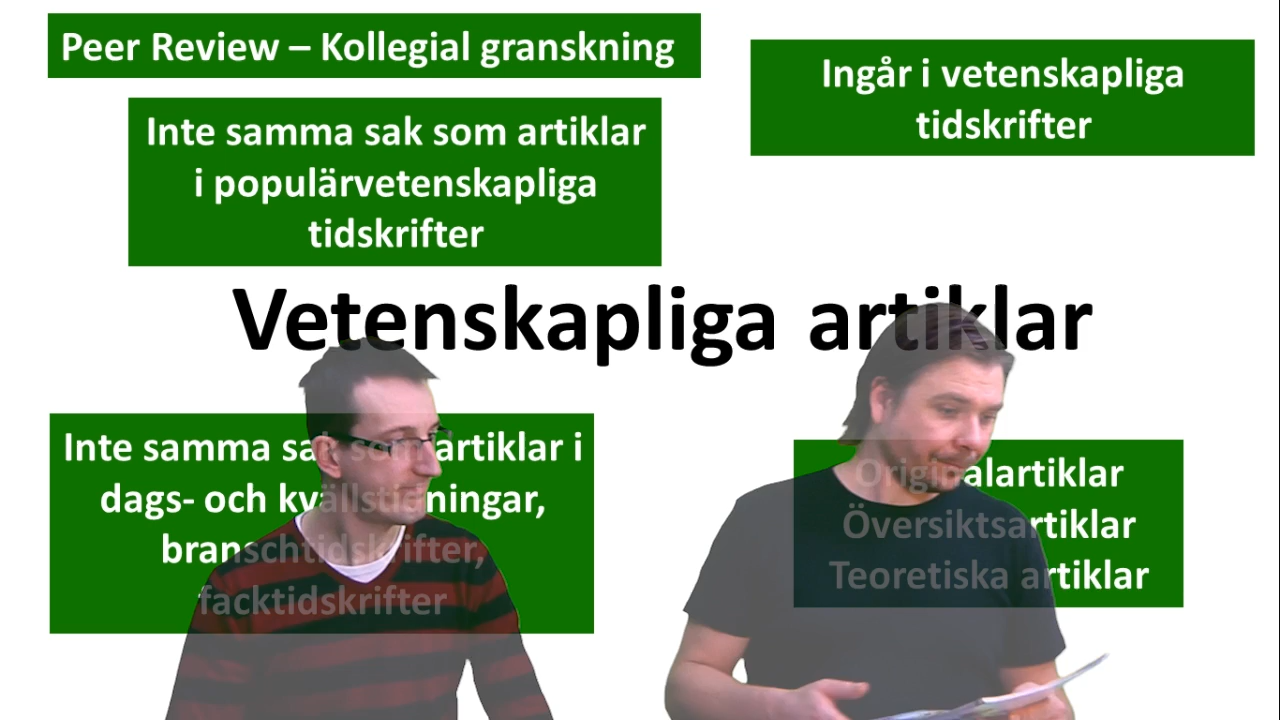 Peer Review – Kollegial granskning
Ingår i vetenskapliga
tidskrifter
Inte samma sak som artiklar
i populärvetenskapliga
tidskrifter
Vetenskapliga artiklar
Inte samma sak som artiklar i
dags- och kvällstidningar,
branschtidskrifter,
facktidskrifter
Originalartiklar
Översiktsartiklar
Teoretiska artiklar